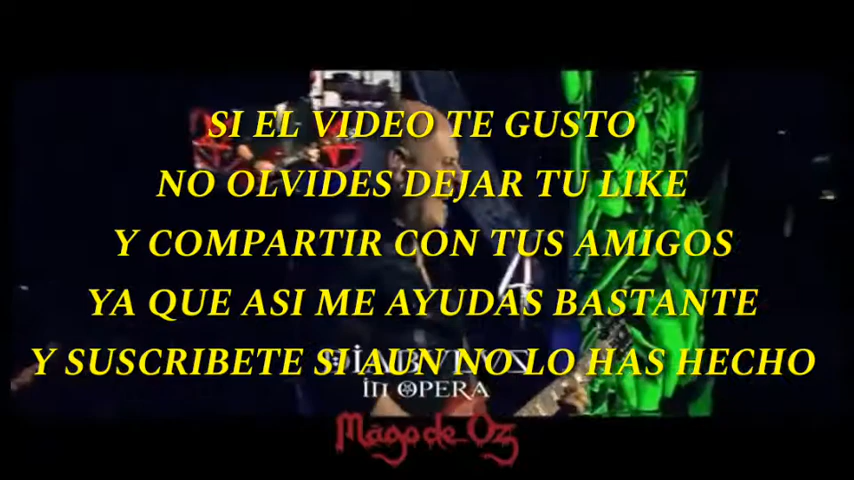 SI EL VIDEO TE GUSTO
NO OLVIDES DEJAR TU LIKE
Y COMPARTIR CON TUS AMIGOS
YA QUE ASI ME AYUDAS BASTANTE
Y SUSCRIBETE SI AUN NO LO HAS HECHO
in OPERA
Mägo de Oz